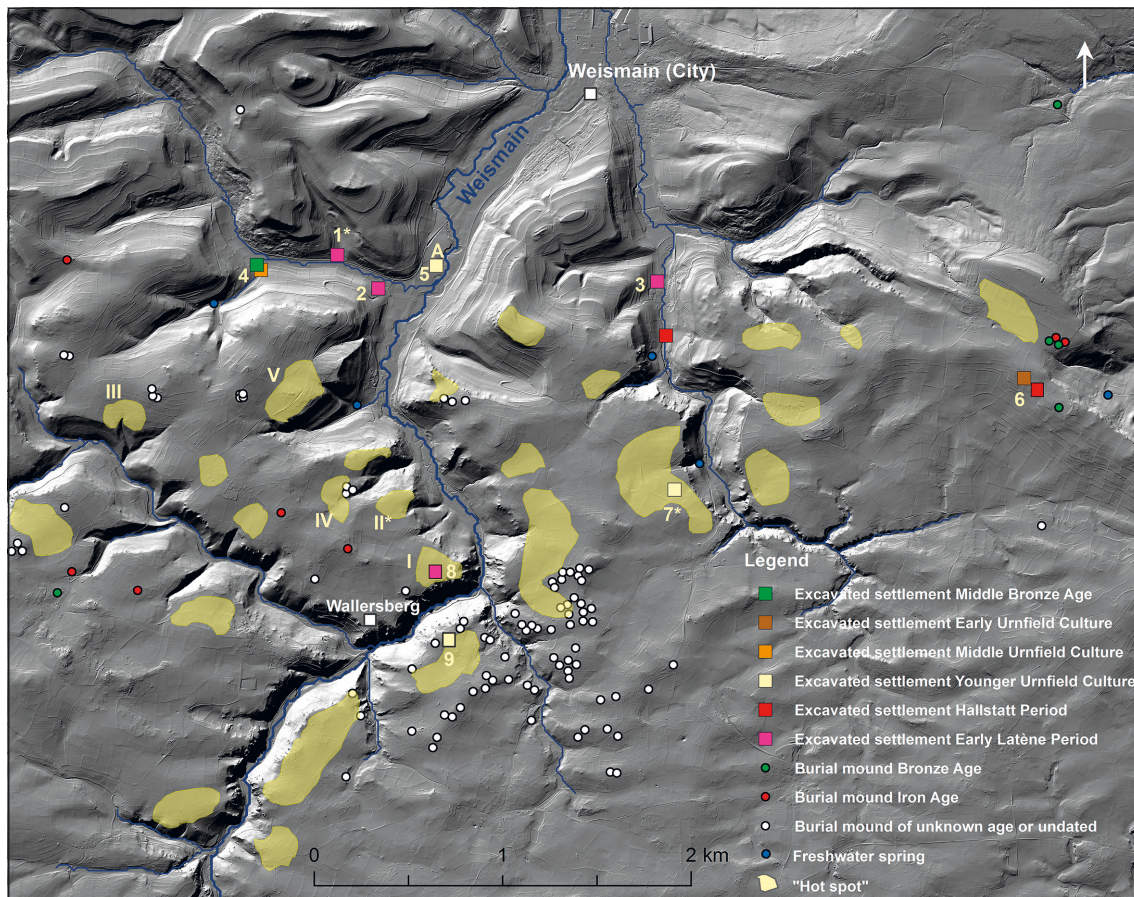 Weismain (City)
Weismain
1*
A
4
5
2
3
V
III
6
IV
II*
7*
I
8
Wallersberg
9
Legend
Excavated settlement Middle Bronze Age
Excavated settlement Early Urnfield Culture
Excavated settlement Middle Urnfield Culture
Excavated settlement Younger Urnfield Culture
Excavated settlement Hallstatt Period
Excavated settlement Early Latène Period
Burial mound Bronze Age
Burial mound Iron Age
Burial mound of unknown age or undated
Freshwater spring
"Hot spot"
0 1 2 km